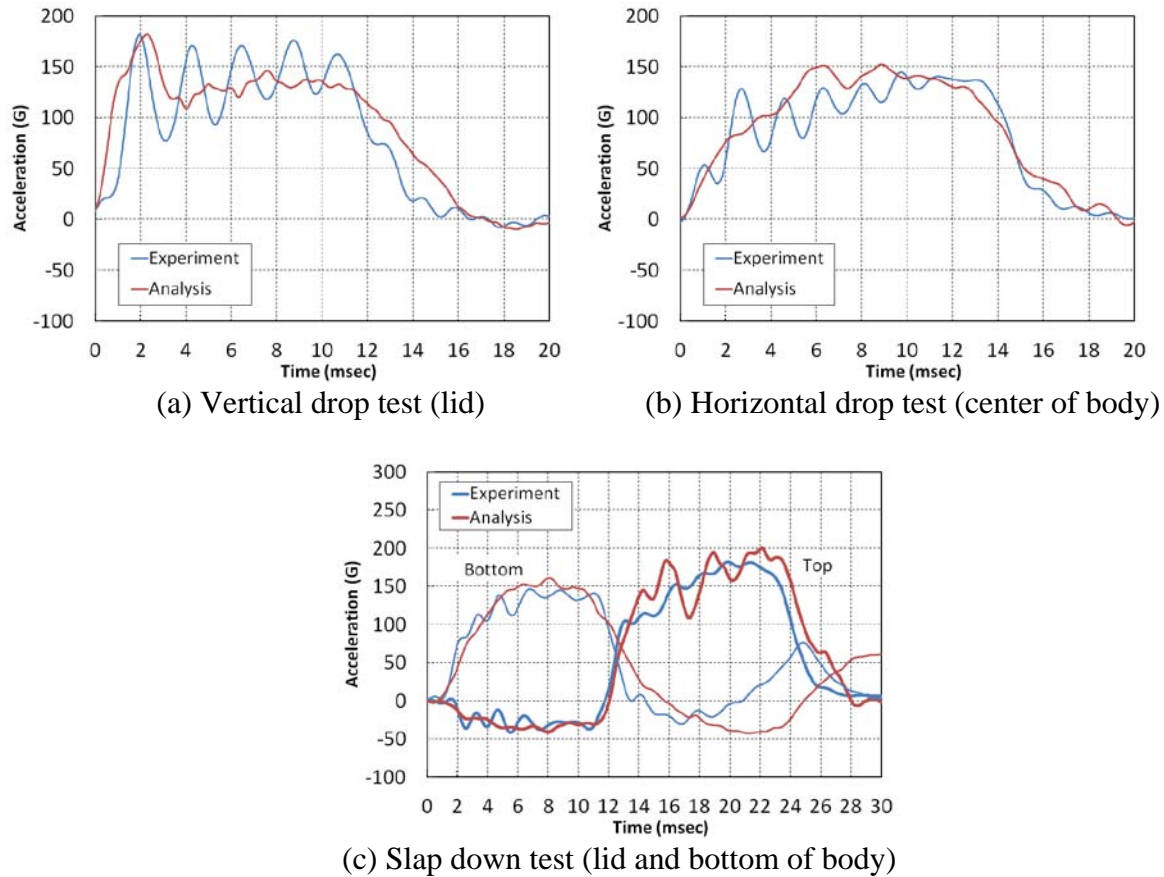 200
150
100
50
0
-50
-100
Acceleration (G)
Experiment
Analysis
0 2 4 6 8 10 12 14 16 18 20
Time (msec)
(a) Vertical drop test (lid)
200
150
100
50
0
-50
-100
Acceleration (G)
Experiment
Analysis
0 2 4 6 8 10 12 14 16 18 20
Time (msec)
(b) Horizontal drop test (center of body)
300
250
200
150
100
50
0
-50
-100
Acceleration (G)
Experiment
Analysis
Bottom
Top
0 2 4 6 8 10 12 14 16 18 20 22 24 26 28 30
Time (msec)
(c) Slap down test (lid and bottom of body)